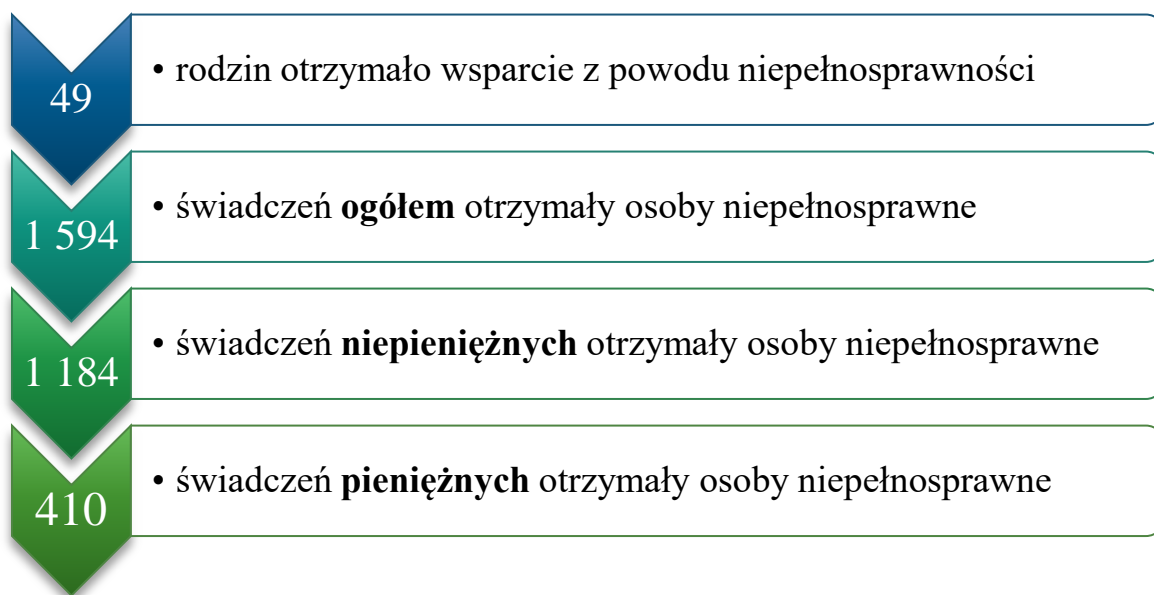 49
• rodzin otrzymało wsparcie z powodu niepełnosprawności
1 594
• świadczeń ogółem otrzymały osoby niepełnosprawne
1 184
• świadczeń niepieniężnych otrzymały osoby niepełnosprawne
410
• świadczeń pieniężnych otrzymały osoby niepełnosprawne